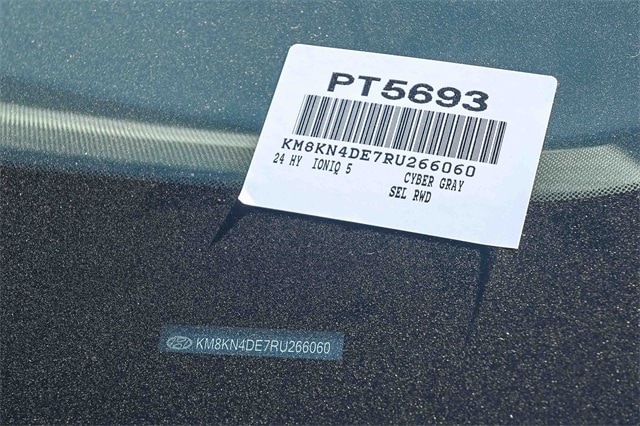 PT5693
KM8KN4DE7RU266060
24 HY IONIQ 5
CYBER GRAY
SEL RWD
KM8KN4DE7RU266060